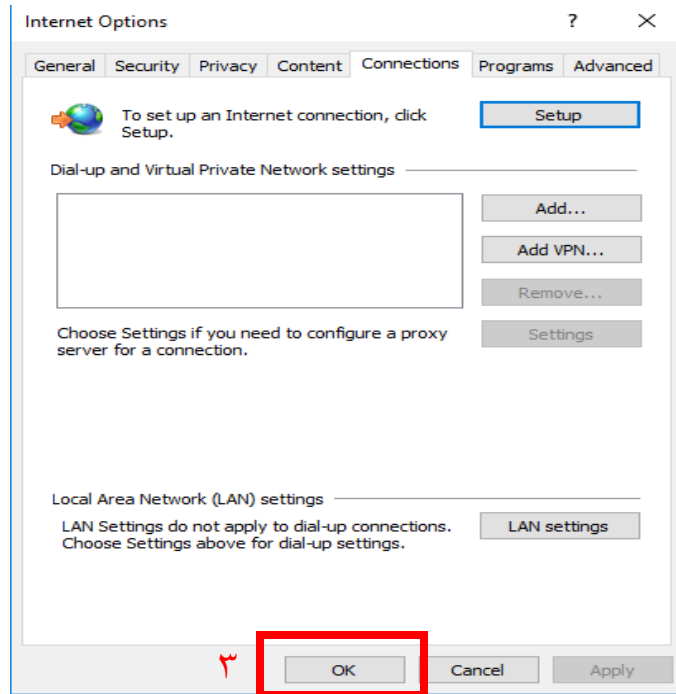 Internet Options ? ✕
General Security Privacy Content Connections Programs Advanced
To set up an Internet connection, click
Setup.
Setup
Dial-up and Virtual Private Network settings
Add...
Add VPN...
Remove...
Choose Settings if you need to configure a proxy
server for a connection.
Settings
Local Area Network (LAN) settings
LAN Settings do not apply to dial-up connections.
Choose Settings above for dial-up settings.
LAN settings
٣
OK Cancel Apply